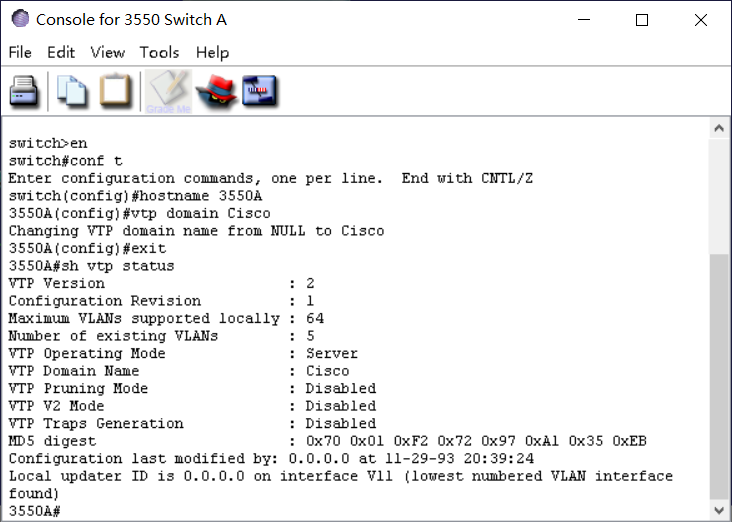 Console for 3550 Switch A
File Edit View Tools Help
Grade Me
switch>en
switch#conf t
Enter configuration commands, one per line.  End with CNTL/Z
switch(config)#hostname 3550A
3550A(config)#vtp domain Cisco
Changing VTP domain name from NULL to Cisco
3550A(config)#exit
3550A#sh vtp status
VTP Version                     : 2
Configuration Revision          : 1
Maximum VLANs supported locally : 64
Number of existing VLANs        : 5
VTP Operating Mode              : Server
VTP Domain Name                 : Cisco
VTP Pruning Mode                : Disabled
VTP V2 Mode                     : Disabled
VTP Traps Generation            : Disabled
MD5 digest                      : 0x70 0x01 0xF2 0x72 0x97 0xA1 0x35 0xEB
Configuration last modified by: 0.0.0.0 at 11-29-93 20:39:24
Local updater ID is 0.0.0.0 on interface Vl1 (lowest numbered VLAN interface
found)
3550A#